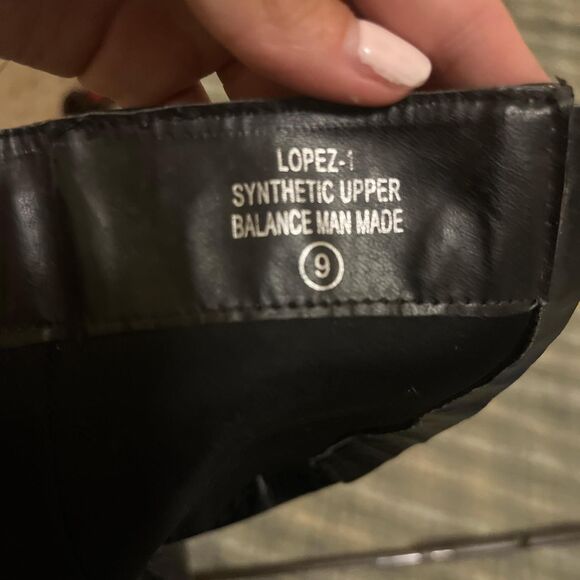 LOPEZ-1
SYNTHETIC UPPER
BALANCE MAN MADE
9